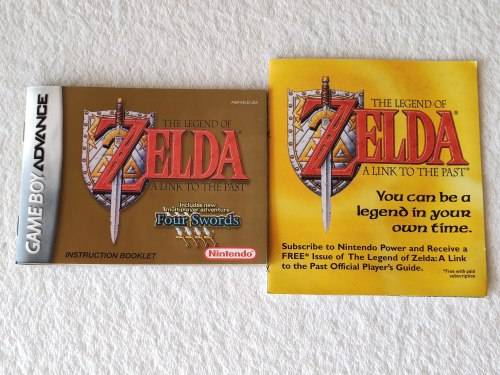 GAME BOY ADVANCE
THE LEGEND OF
ZELDA
A LINK TO THE PAST
Includes new
multiplayer adventure
Four Swords
INSTRUCTION BOOKLET
Nintendo
THE LEGEND OF
ZELDA
A LINK TO THE PAST
You can be a
legend in your
own time.
Subscribe to Nintendo Power and Receive a
FREE* Issue of The Legend of Zelda: A Link
to the Past Official Player's Guide.
*Free with paid
subscription